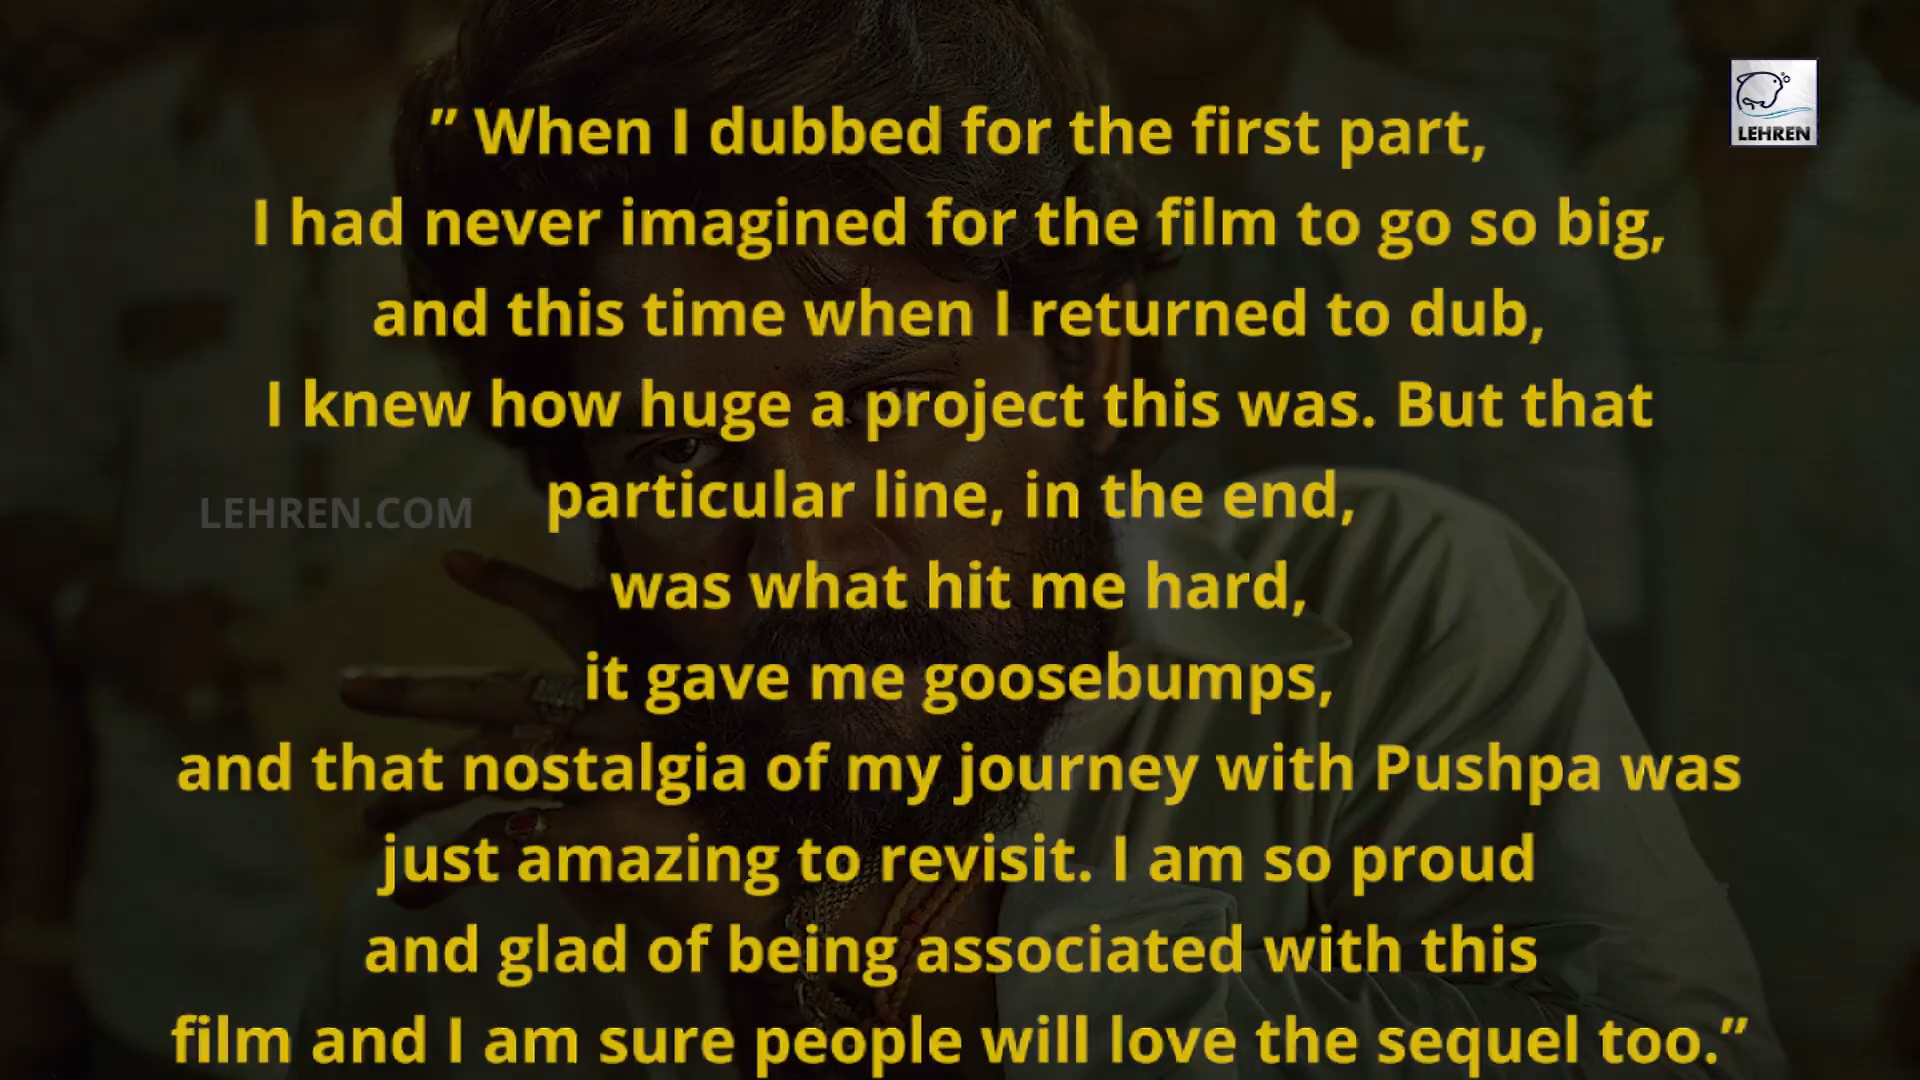 ” When I dubbed for the first part,
LEHREN
I had never imagined for the film to go so big,
and this time when I returned to dub,
I knew how huge a project this was. But that
particular line, in the end,
LEHREN.COM
was what hit me hard,
it gave me goosebumps,
and that nostalgia of my journey with Pushpa was
just amazing to revisit. I am so proud
and glad of being associated with this
film and I am sure people will love the sequel too.”